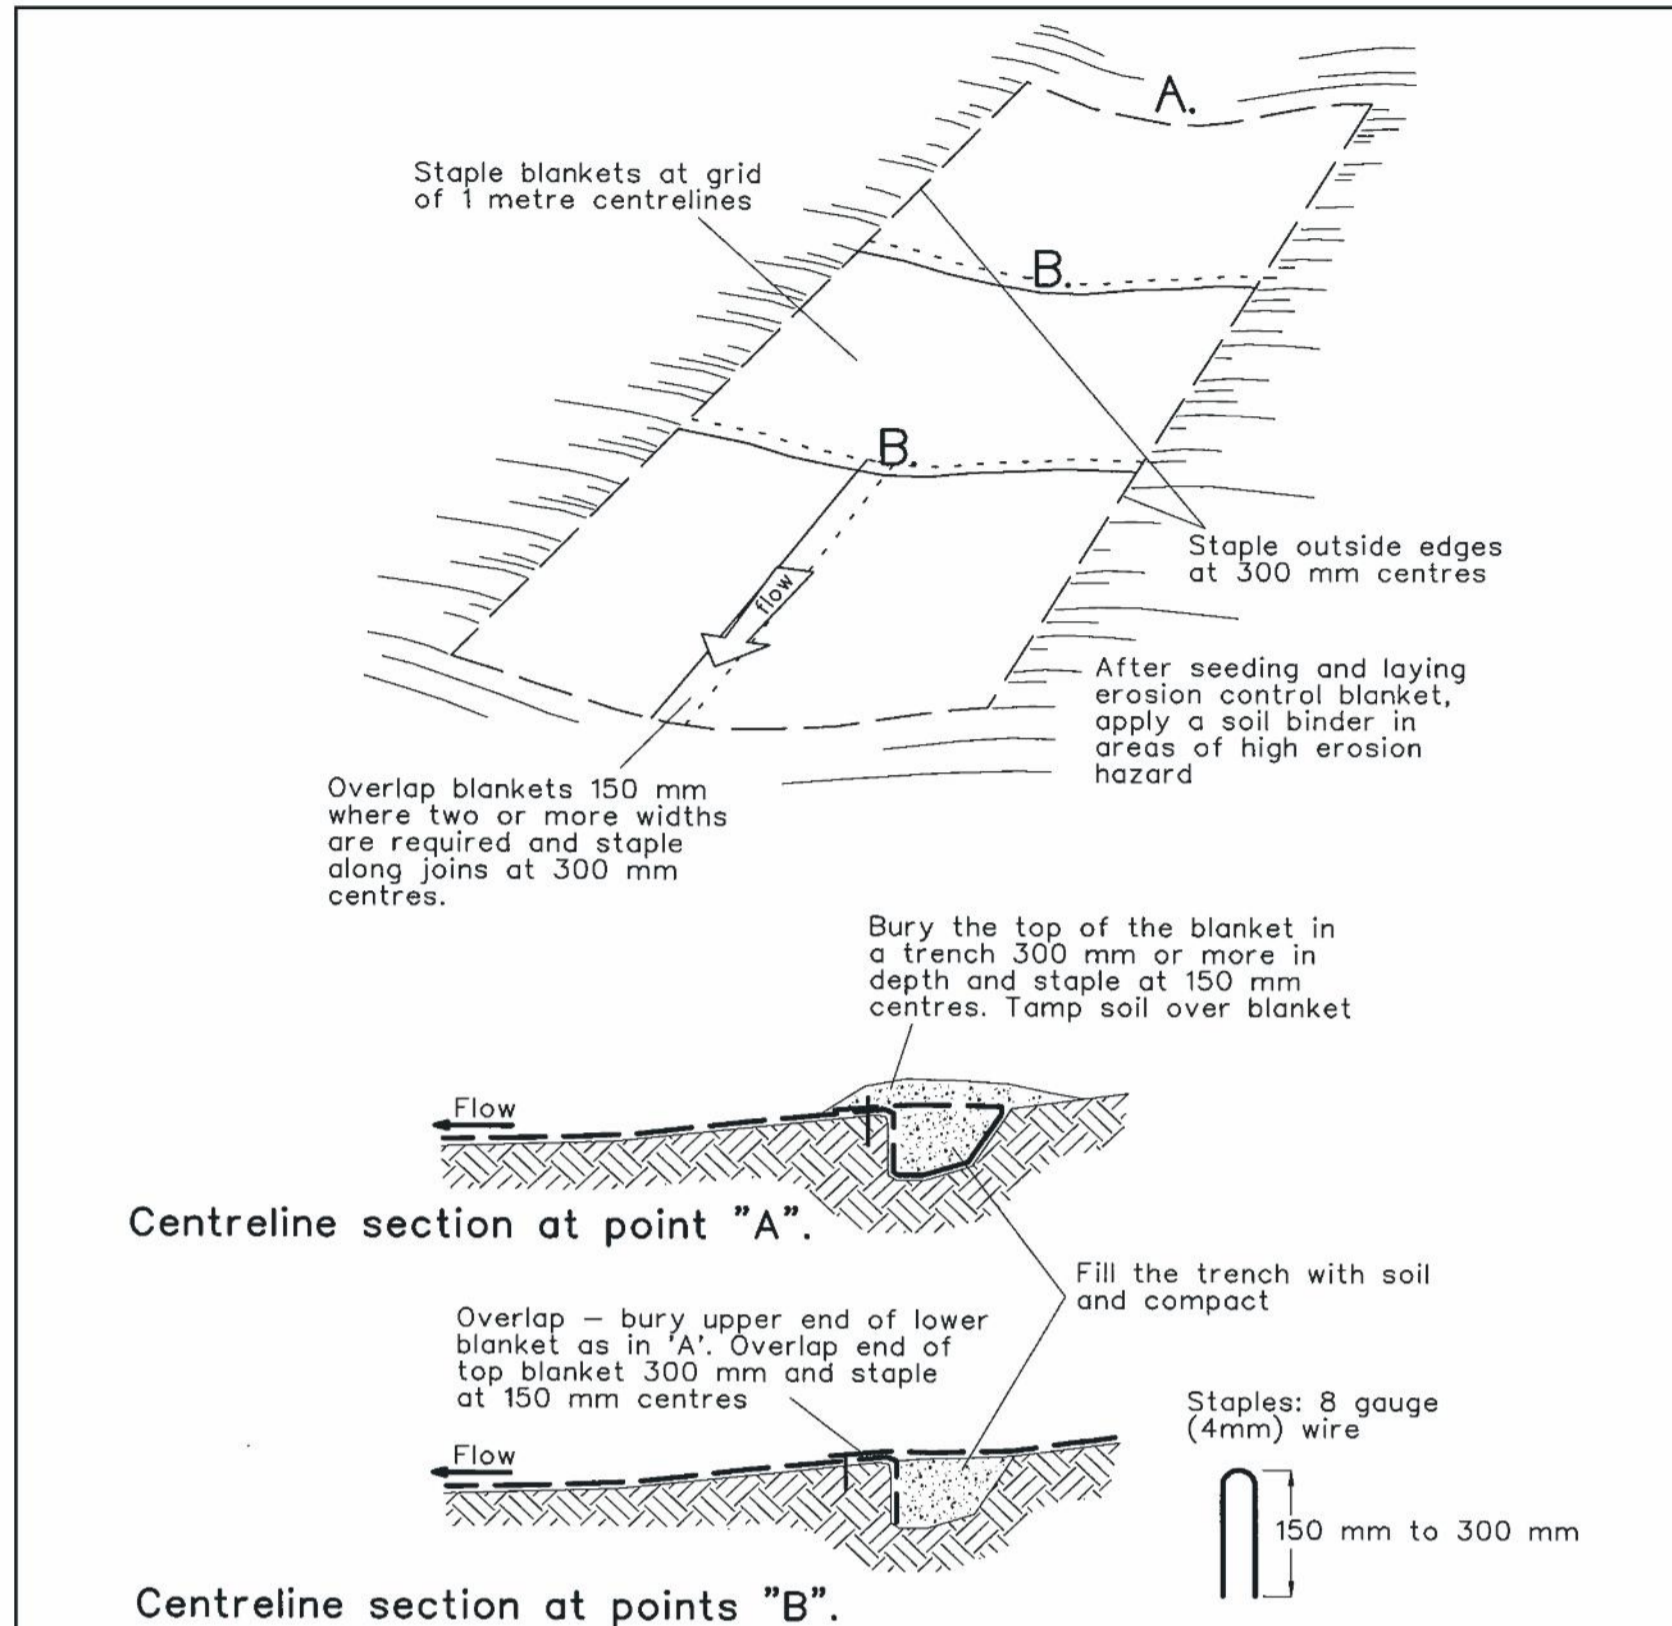 A.
Staple blankets at grid
of 1 metre centrelines
B.
B.
flow
Staple outside edges
at 300 mm centres
After seeding and laying
erosion control blanket,
apply a soil binder in
areas of high erosion
hazard
Overlap blankets 150 mm
where two or more widths
are required and staple
along joins at 300 mm
centres.
Bury the top of the blanket in
a trench 300 mm or more in
depth and staple at 150 mm
centres. Tamp soil over blanket
Flow
Centreline section at point "A".
Fill the trench with soil
and compact
Overlap – bury upper end of lower
blanket as in 'A'. Overlap end of
top blanket 300 mm and staple
at 150 mm centres
Flow
Staples: 8 gauge
(4mm) wire
150 mm to 300 mm
Centreline section at points "B".